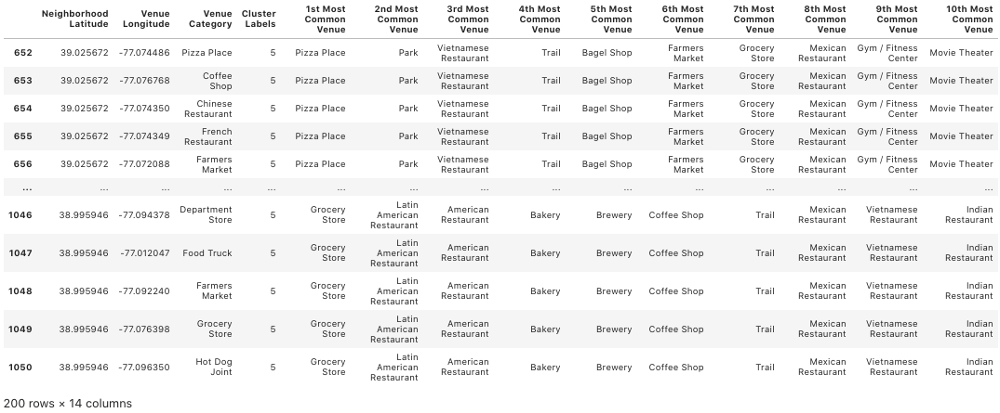 Neighborhood Latitude Venue Longitude Venue Category Cluster Labels 1st Most Common Venue 2nd Most Common Venue 3rd Most Common Venue 4th Most Common Venue 5th Most Common Venue 6th Most Common Venue 7th Most Common Venue 8th Most Common Venue 9th Most Common Venue 10th Most Common Venue
652 39.025672 -77.074486 Pizza Place 5 Pizza Place Park Vietnamese Restaurant Trail Bagel Shop Farmers Market Grocery Store Mexican Restaurant Gym / Fitness Center Movie Theater
653 39.025672 -77.076768 Coffee Shop 5 Pizza Place Park Vietnamese Restaurant Trail Bagel Shop Farmers Market Grocery Store Mexican Restaurant Gym / Fitness Center Movie Theater
654 39.025672 -77.074350 Chinese Restaurant 5 Pizza Place Park Vietnamese Restaurant Trail Bagel Shop Farmers Market Grocery Store Mexican Restaurant Gym / Fitness Center Movie Theater
655 39.025672 -77.074349 French Restaurant 5 Pizza Place Park Vietnamese Restaurant Trail Bagel Shop Farmers Market Grocery Store Mexican Restaurant Gym / Fitness Center Movie Theater
656 39.025672 -77.072088 Farmers Market 5 Pizza Place Park Vietnamese Restaurant Trail Bagel Shop Farmers Market Grocery Store Mexican Restaurant Gym / Fitness Center Movie Theater
... ... ... ... ... ... ... ... ... ... ... ... ... ... ...
1046 38.995946 -77.094378 Department Store 5 Grocery Store Latin American Restaurant American Restaurant Bakery Brewery Coffee Shop Trail Mexican Restaurant Vietnamese Restaurant Indian Restaurant
1047 38.995946 -77.012047 Food Truck 5 Grocery Store Latin American Restaurant American Restaurant Bakery Brewery Coffee Shop Trail Mexican Restaurant Vietnamese Restaurant Indian Restaurant
1048 38.995946 -77.092240 Farmers Market 5 Grocery Store Latin American Restaurant American Restaurant Bakery Brewery Coffee Shop Trail Mexican Restaurant Vietnamese Restaurant Indian Restaurant
1049 38.995946 -77.076398 Grocery Store 5 Grocery Store Latin American Restaurant American Restaurant Bakery Brewery Coffee Shop Trail Mexican Restaurant Vietnamese Restaurant Indian Restaurant
1050 38.995946 -77.096350 Hot Dog Joint 5 Grocery Store Latin American Restaurant American Restaurant Bakery Brewery Coffee Shop Trail Mexican Restaurant Vietnamese Restaurant Indian Restaurant
200 rows × 14 columns